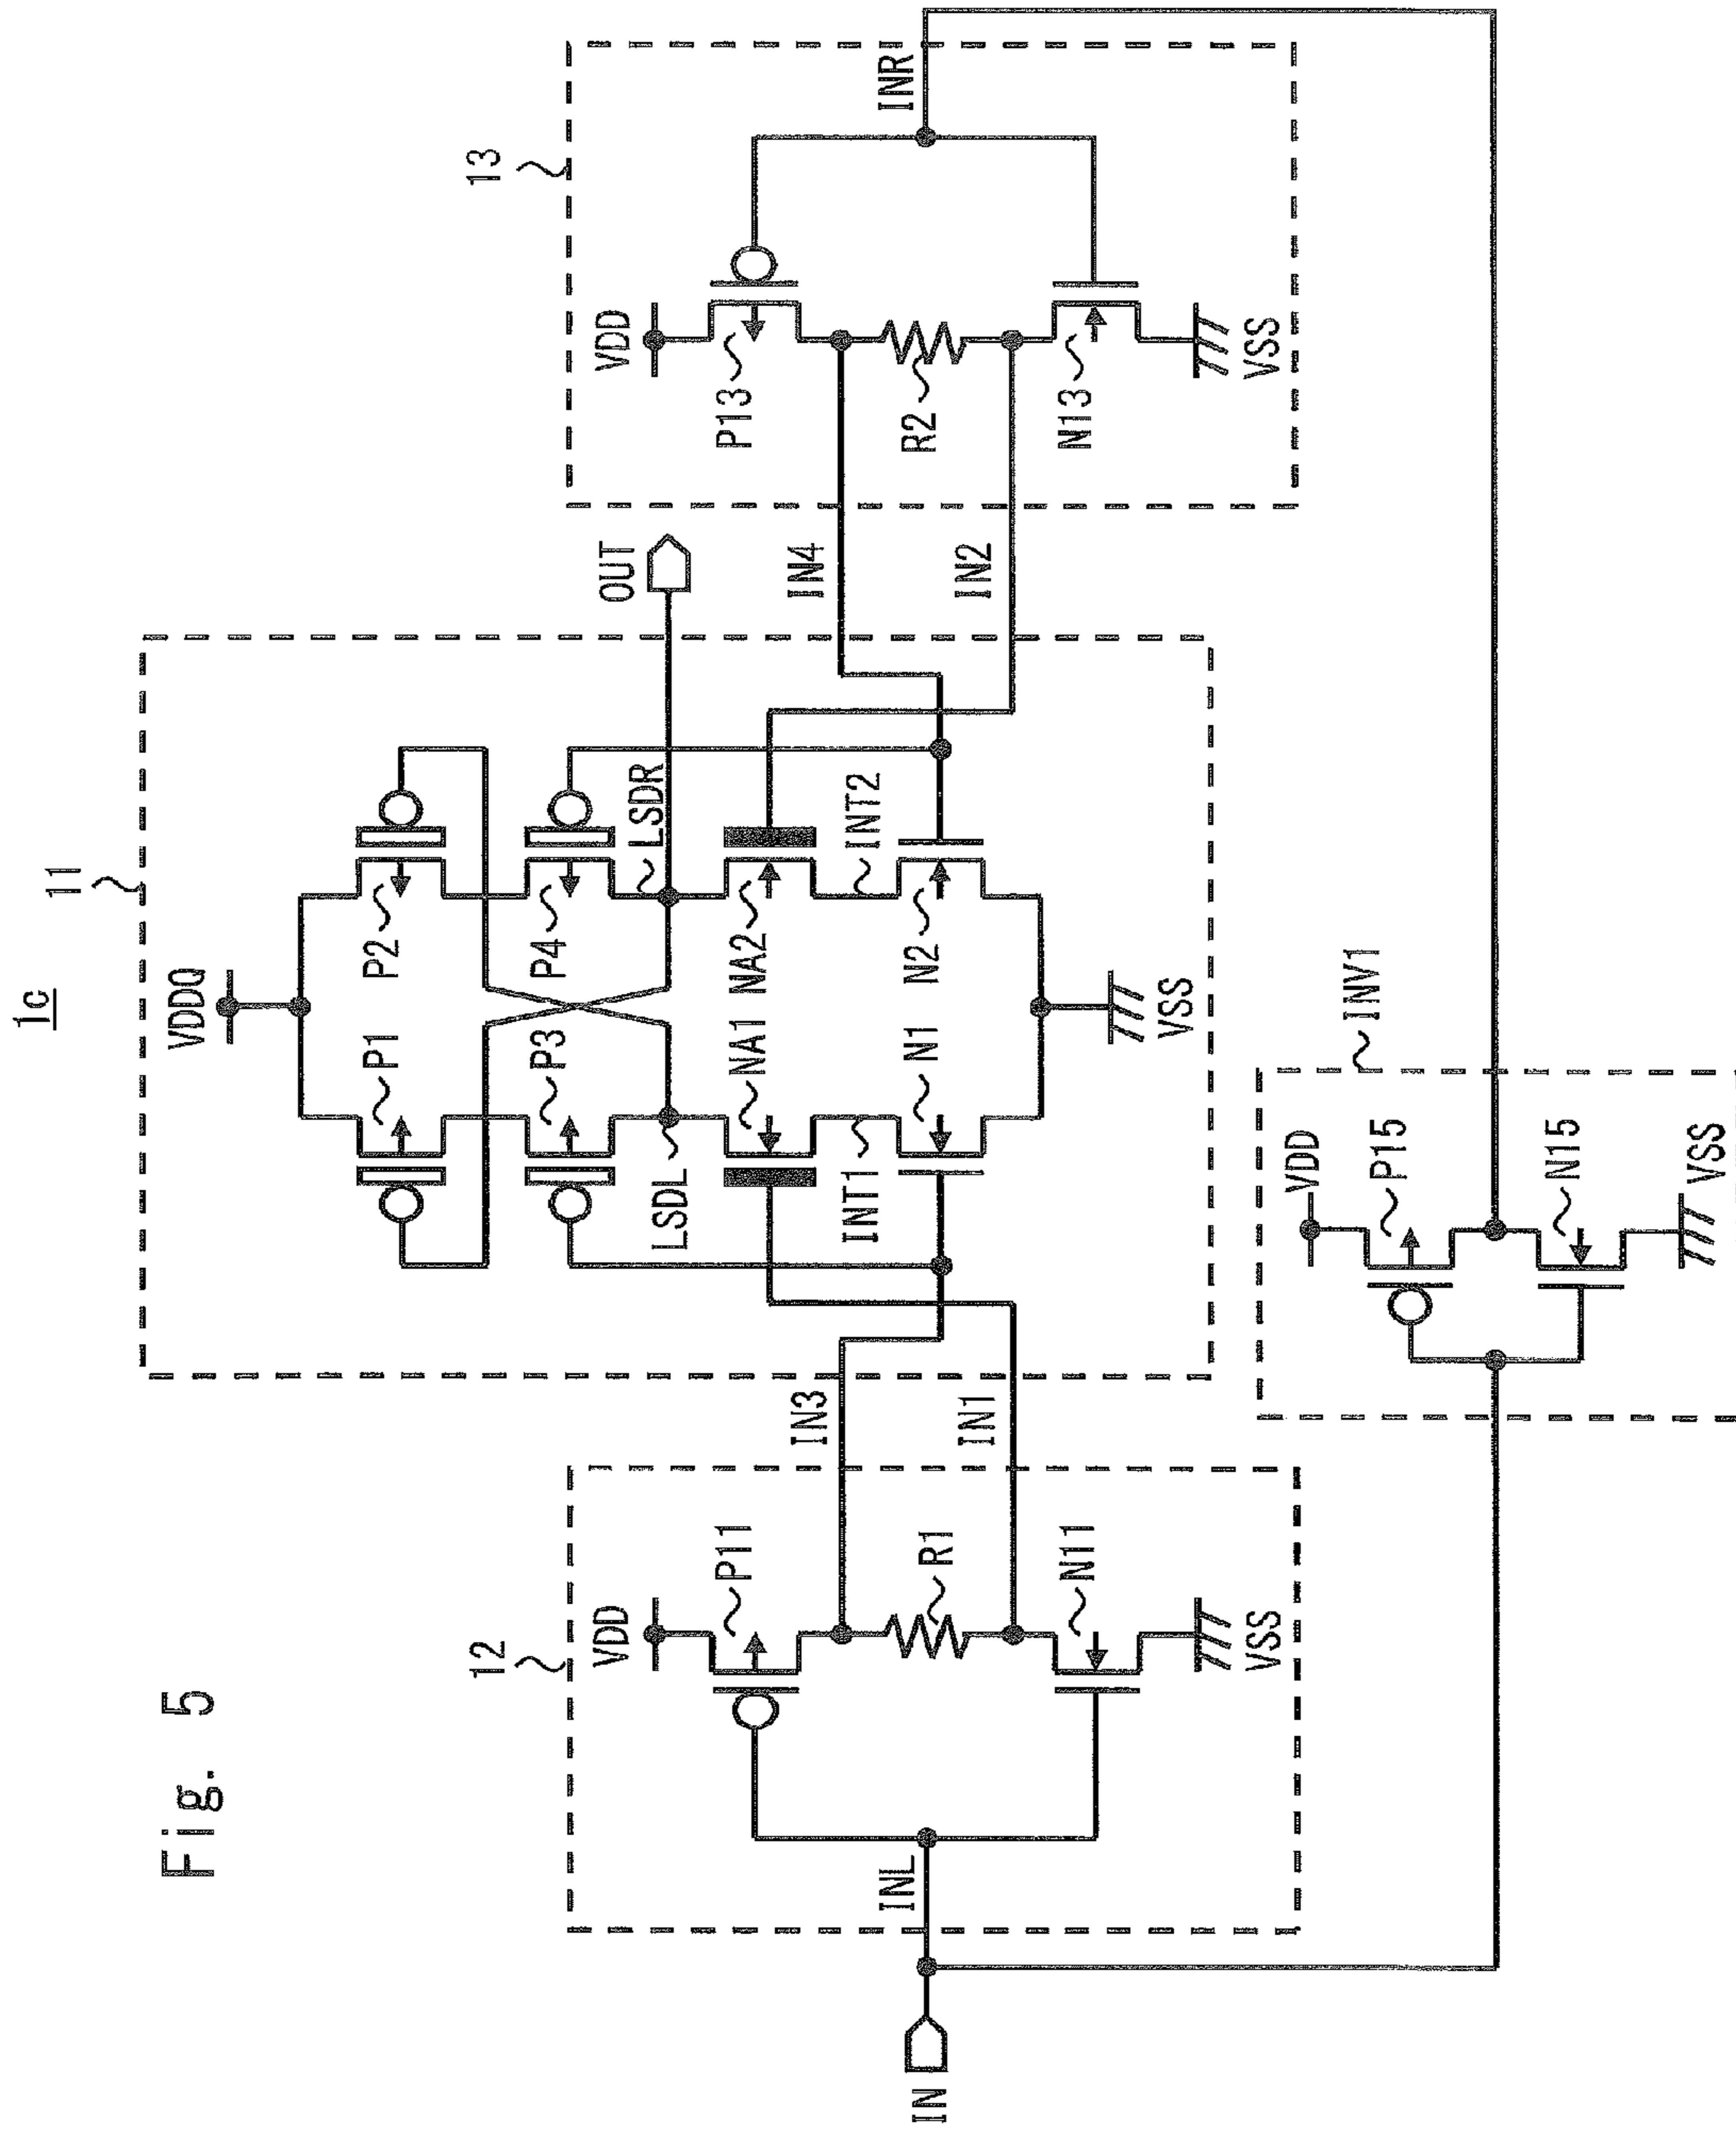 Fig. 5
1c
11
VDDQ
P1
P2
P3
P4
LSDL
LSDR
OUT
NA1
NA2
INT1
INT2
N1
N2
VSS
12
VDD
P11
IN3
R1
IN1
INL
IN
N11
VSS
13
VDD
P13
IN4
R2
IN2
INR
N13
VSS
INV1
VDD
P15
N15
VSS